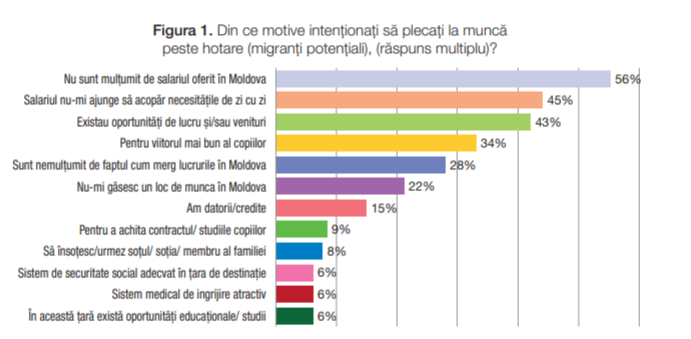 Figura 1. Din ce motive intenționați să plecați la muncă
peste hotare (migranți potențiali), (răspuns multiplu)?
Nu sunt mulțumit de salariul oferit în Moldova 56%
Salariul nu-mi ajunge să acopăr necesitățile de zi cu zi 45%
Existau oportunități de lucru și/sau venituri 43%
Pentru viitorul mai bun al copiilor 34%
Sunt nemulțumit de faptul cum merg lucrurile în Moldova 28%
Nu-mi găsesc un loc de munca în Moldova 22%
Am datorii/credite 15%
Pentru a achita contractul/ studiile copiilor 9%
Să însoțesc/urmez soțul/ soția/ membru al familiei 8%
Sistem de securitate social adecvat în țara de destinație 6%
Sistem medical de ingrijire atractiv 6%
În această țară există oportunități educaționale/ studii 6%